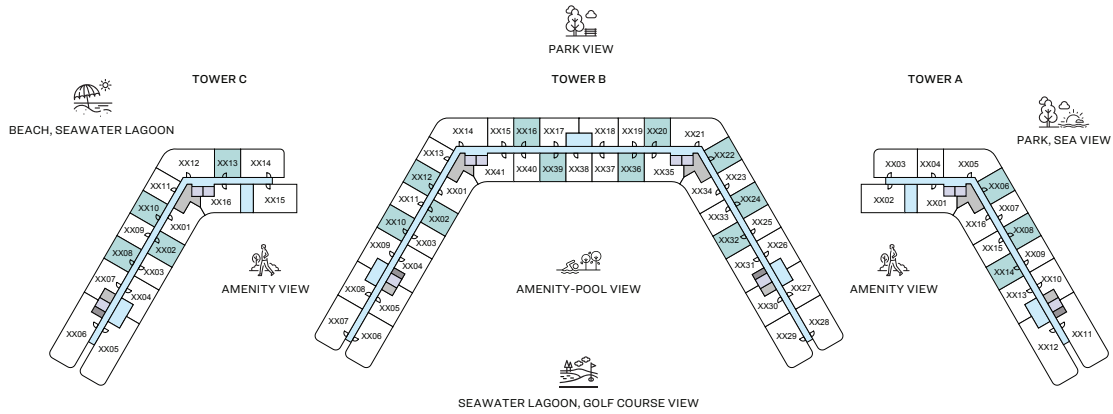 PARK VIEW
TOWER C
TOWER B
TOWER A
BEACH, SEAWATER LAGOON
PARK, SEA VIEW
XX12
XX13
XX14
XX11
XX10
XX09
XX08
XX07
XX06
XX01
XX16
XX15
XX02
XX03
XX04
XX05
XX14
XX15
XX16
XX17
XX18
XX19
XX20
XX21
XX13
XX12
XX11
XX10
XX09
XX08
XX07
XX01
XX41
XX40
XX39
XX38
XX37
XX36
XX35
XX34
XX02
XX03
XX04
XX05
XX06
XX22
XX23
XX24
XX25
XX26
XX27
XX28
XX33
XX32
XX31
XX30
XX29
XX03
XX04
XX05
XX02
XX01
XX06
XX07
XX08
XX09
XX10
XX11
XX16
XX15
XX14
XX13
XX12
AMENITY VIEW
AMENITY-POOL VIEW
AMENITY VIEW
SEAWATER LAGOON, GOLF COURSE VIEW